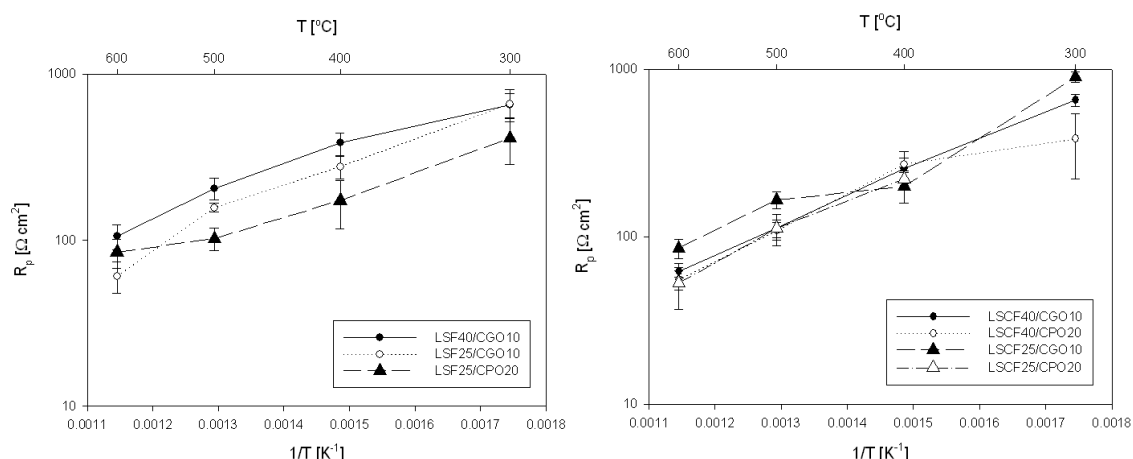 T [°C]
600 500 400 300
1000
100
10
R_p [Ω cm²]
LSF40/CGO10
LSF25/CGO10
LSF25/CPO20
0.0011 0.0012 0.0013 0.0014 0.0015 0.0016 0.0017 0.0018
1/T [K⁻¹]
T [°C]
600 500 400 300
1000
100
10
R_p [Ω cm²]
LSCF40/CGO10
LSCF40/CPO20
LSCF25/CGO10
LSCF25/CPO20
0.0011 0.0012 0.0013 0.0014 0.0015 0.0016 0.0017 0.0018
1/T [K⁻¹]